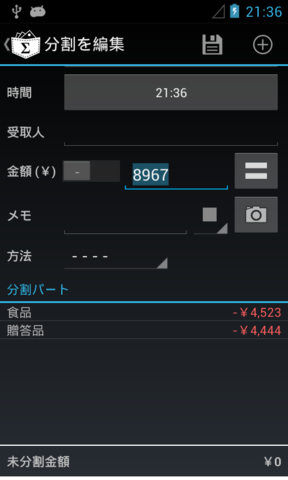 21:36
Σ 分割を編集
時間 21:36
受取人
金額(¥) - 8967
メモ
方法 ----
分割パート
食品 -¥4,523
贈答品 -¥4,444
未分割金額 ¥0